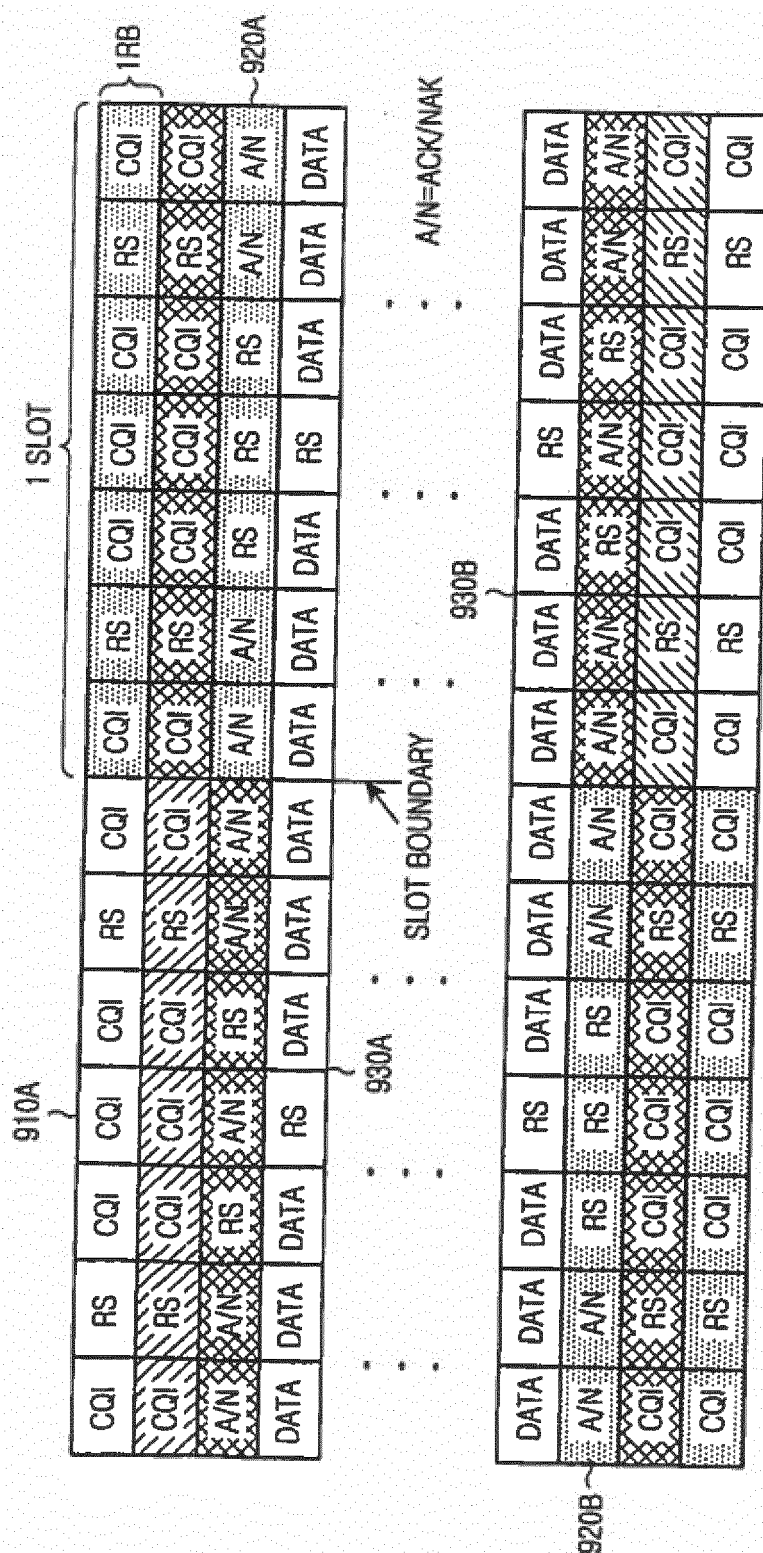 1 SLOT
910A
1RB
CQI RS CQI CQI CQI RS CQI CQI RS CQI CQI CQI RS CQI
CQI RS CQI CQI CQI RS CQI CQI RS CQI CQI CQI RS CQI
A/N A/N RS A/N RS A/N A/N A/N A/N RS RS RS A/N A/N
920A
DATA DATA DATA RS DATA DATA DATA DATA DATA DATA RS DATA DATA DATA
930A
SLOT BOUNDARY
A/N=ACK/NAK
930B
DATA DATA DATA RS DATA DATA DATA DATA DATA DATA RS DATA DATA DATA
920B
A/N A/N RS RS RS A/N A/N A/N A/N RS A/N RS A/N A/N
CQI RS CQI CQI CQI RS CQI CQI RS CQI CQI CQI RS CQI
CQI RS CQI CQI CQI RS CQI CQI RS CQI CQI CQI RS CQI